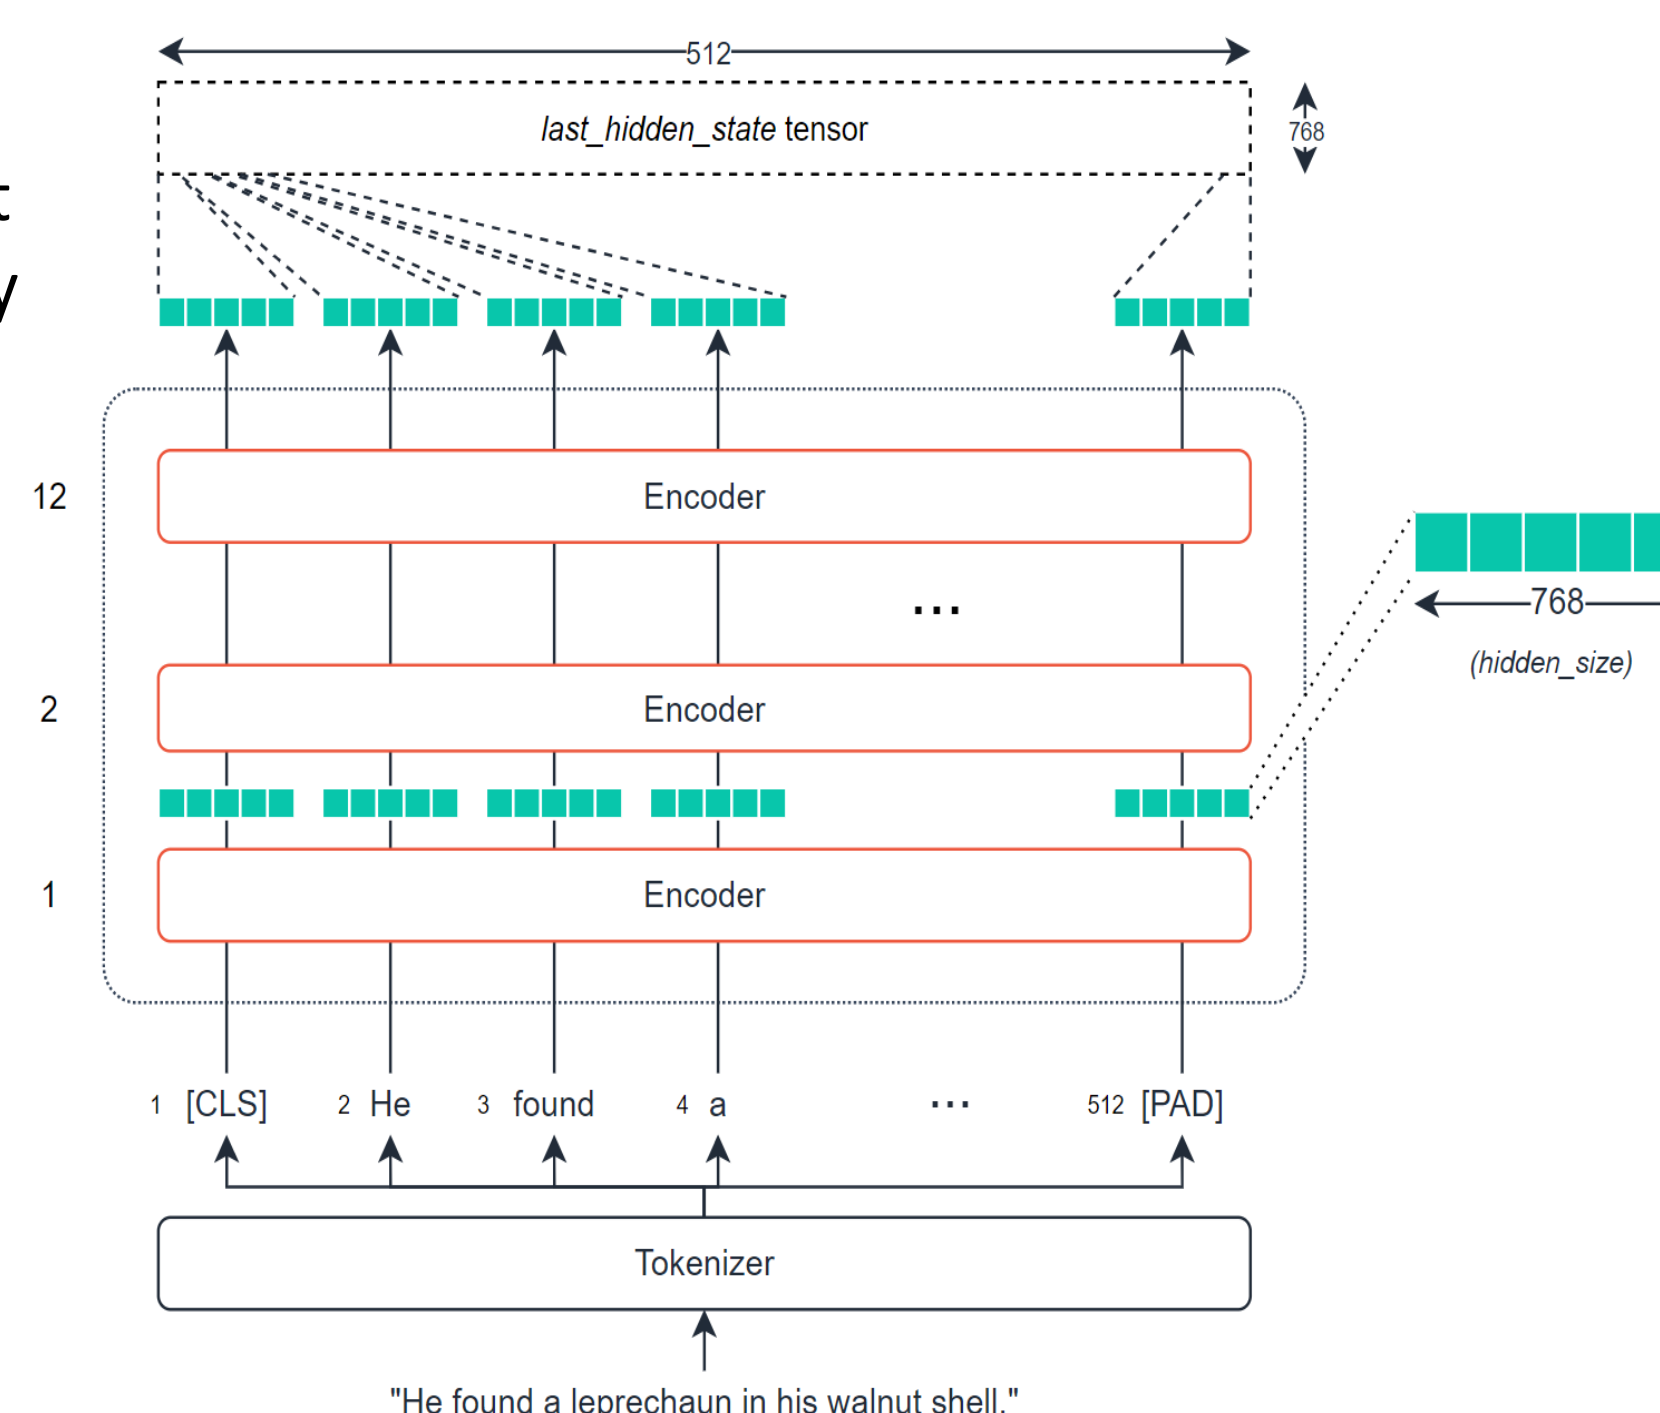 512
last_hidden_state tensor
768
t
y
12
Encoder
...
768
(hidden_size)
2
Encoder
1
Encoder
1 [CLS] 2 He 3 found 4 a ... 512 [PAD]
Tokenizer
"He found a leprechaun in his walnut shell."